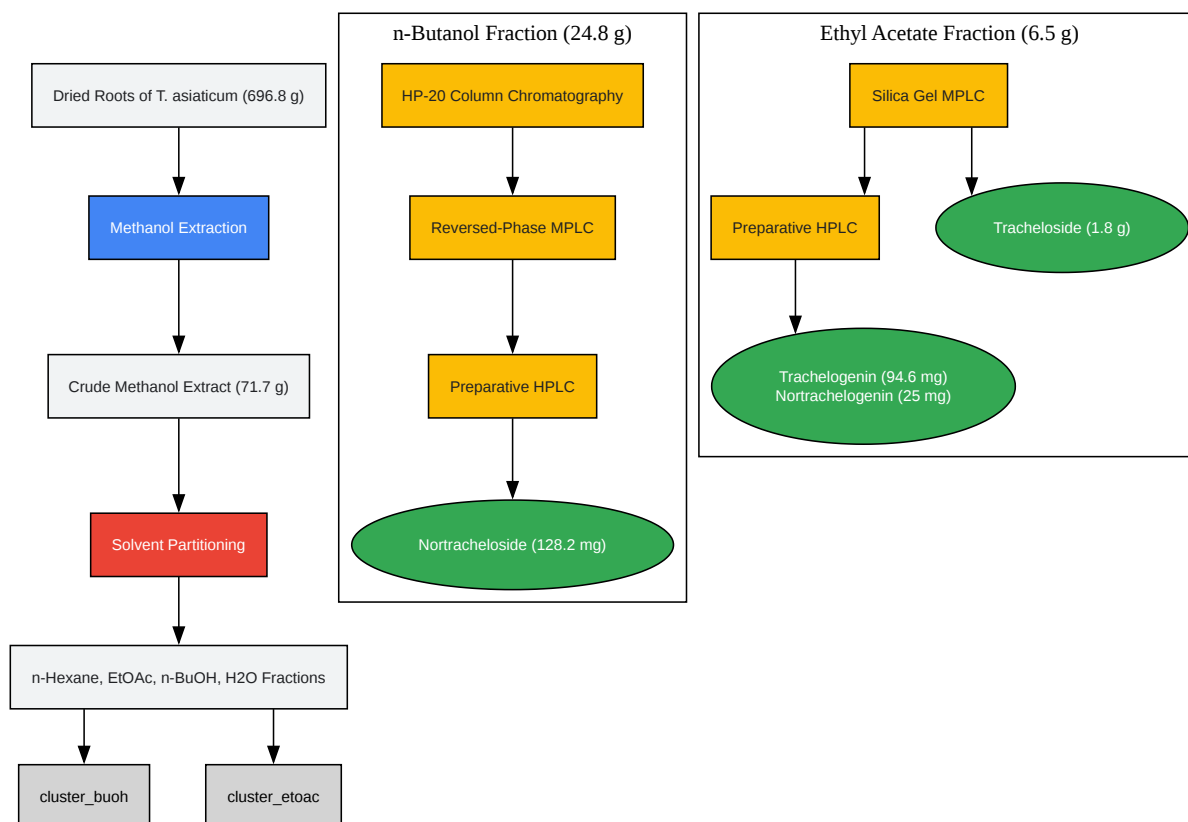 Dried Roots of T. asiaticum (696.8 g)
Methanol Extraction
Crude Methanol Extract (71.7 g)
Solvent Partitioning
n-Hexane, EtOAc, n-BuOH, H2O Fractions
cluster_buoh
cluster_etoac
n-Butanol Fraction (24.8 g)
HP-20 Column Chromatography
Reversed-Phase MPLC
Preparative HPLC
Nortracheloside (128.2 mg)
Ethyl Acetate Fraction (6.5 g)
Silica Gel MPLC
Preparative HPLC
Tracheloside (1.8 g)
Trachelogenin (94.6 mg)
Nortrachelogenin (25 mg)